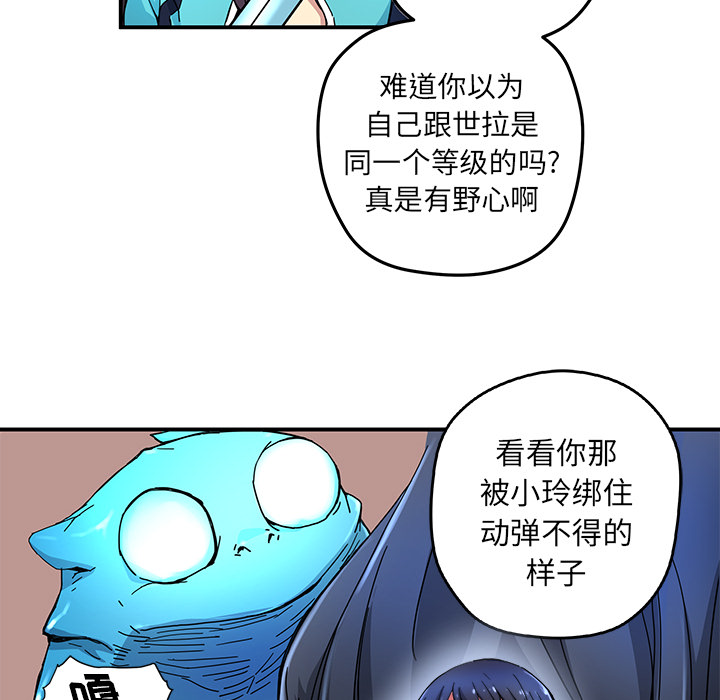 难道你以为
自己跟世拉是
同一个等级的吗?
真是有野心啊
看看你那
被小玲绑住
动弹不得的
样子